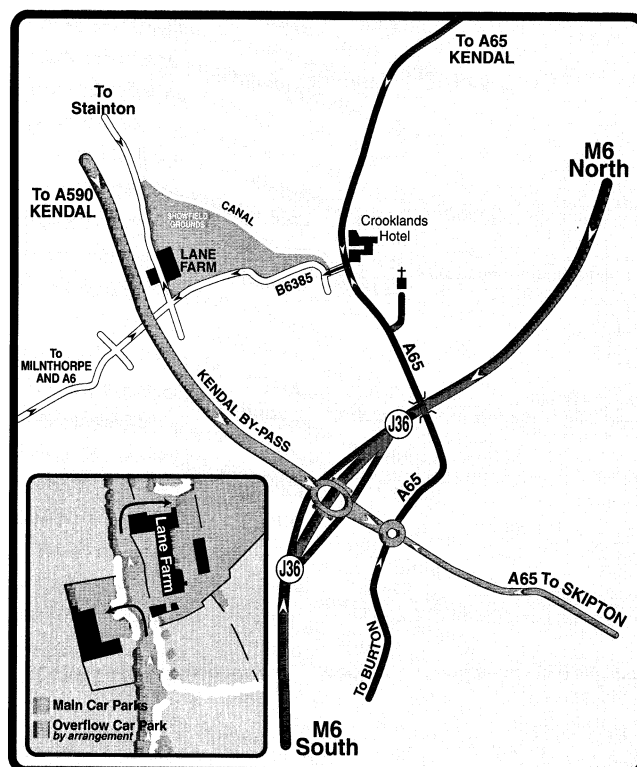 To A65
KENDAL
To
Stainton
M6
North
To A590
KENDAL
CANAL
SHOWFIELD
GROUNDS
Crooklands
Hotel
LANE
FARM
B6385
To
MILNTHORPE
AND A6
A65
KENDAL BY-PASS
J36
A65
J36
A65 To SKIPTON
To BURTON
M6
South
Lane Farm
Main Car Parks
Overflow Car Park
by arrangement